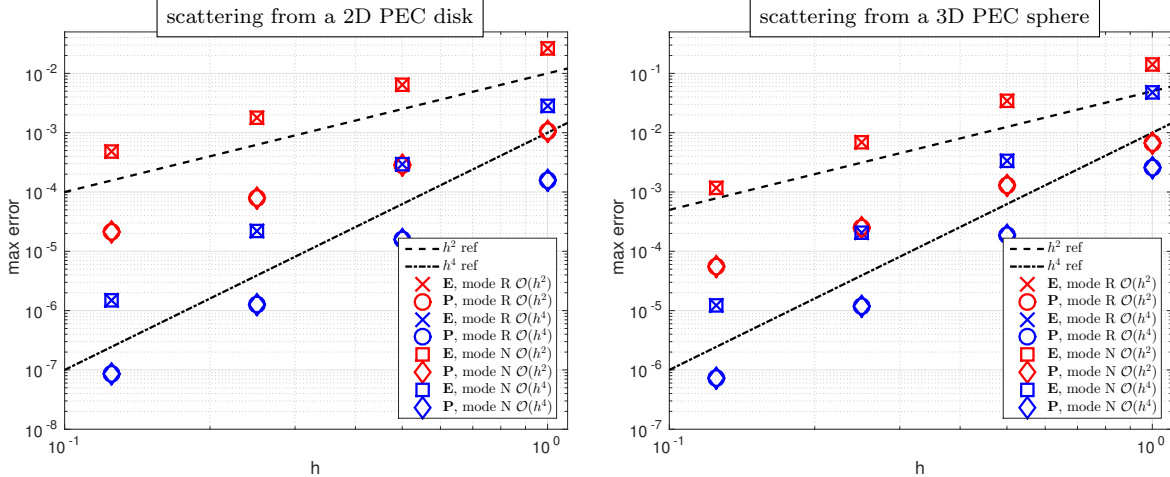 scattering from a 2D PEC disk
10^-2
10^-3
10^-4
10^-5
10^-6
10^-7
10^-8
max error
10^-1
10^0
h
h^2 ref
h^4 ref
E, mode R O(h^2)
P, mode R O(h^2)
E, mode R O(h^4)
P, mode R O(h^4)
E, mode N O(h^2)
P, mode N O(h^2)
E, mode N O(h^4)
P, mode N O(h^4)
scattering from a 3D PEC sphere
10^-1
10^-2
10^-3
10^-4
10^-5
10^-6
10^-7
10^-8
max error
10^-1
10^0
h
h^2 ref
h^4 ref
E, mode R O(h^2)
P, mode R O(h^2)
E, mode R O(h^4)
P, mode R O(h^4)
E, mode N O(h^2)
P, mode N O(h^2)
E, mode N O(h^4)
P, mode N O(h^4)